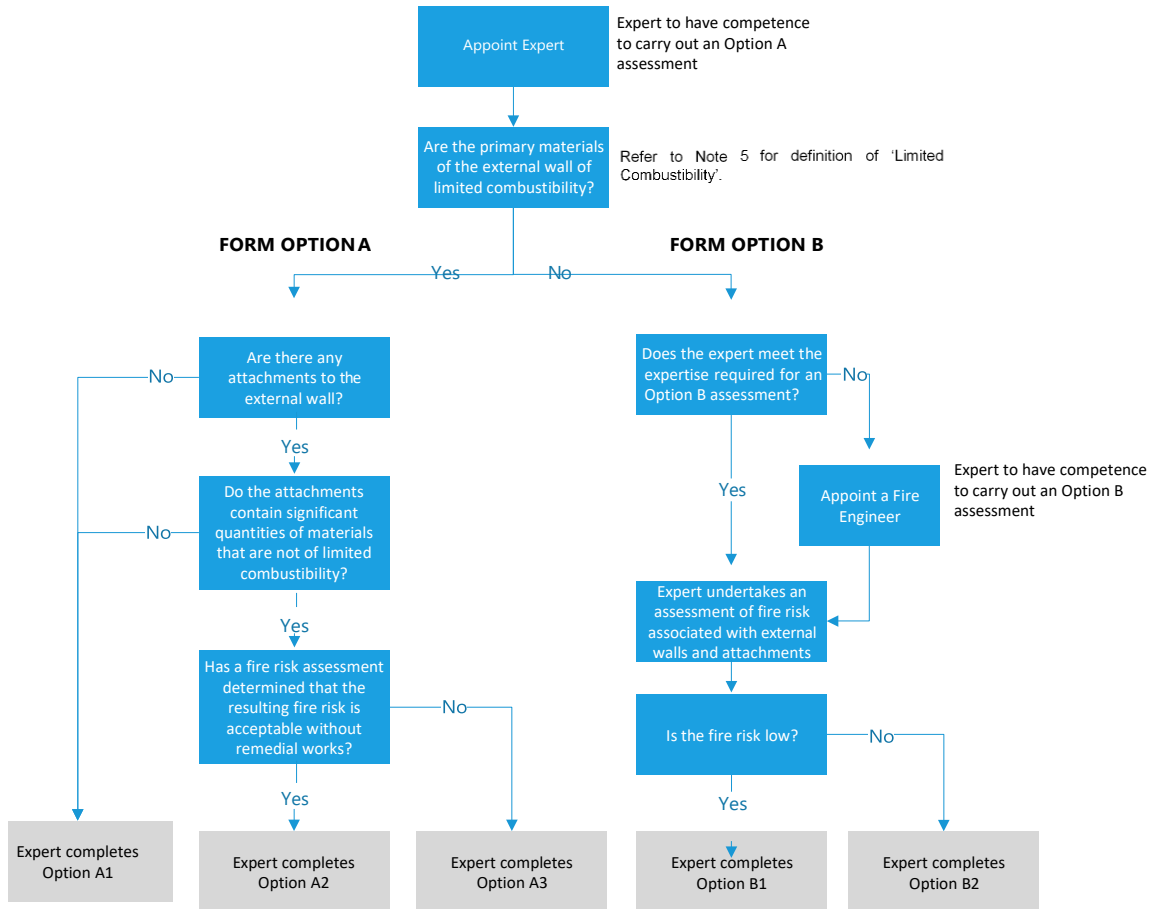 Appoint Expert
Expert to have competence
to carry out an Option A
assessment
Are the primary materials
of the external wall of
limited combustibility?
Refer to Note 5 for definition of ‘Limited
Combustibility’.
FORM OPTION A
FORM OPTION B
Yes
No
Are there any
attachments to the
external wall?
No
Does the expert meet the
expertise required for an
Option B assessment?
No
Yes
Do the attachments
contain significant
quantities of materials
that are not of limited
combustibility?
No
Yes
Appoint a Fire
Engineer
Expert to have competence
to carry out an Option B
assessment
Expert undertakes an
assessment of fire risk
associated with external
walls and attachments
Yes
Has a fire risk assessment
determined that the
resulting fire risk is
acceptable without
remedial works?
No
Is the fire risk low?
No
Yes
Yes
Expert completes
Option A1
Expert completes
Option A2
Expert completes
Option A3
Expert completes
Option B1
Expert completes
Option B2